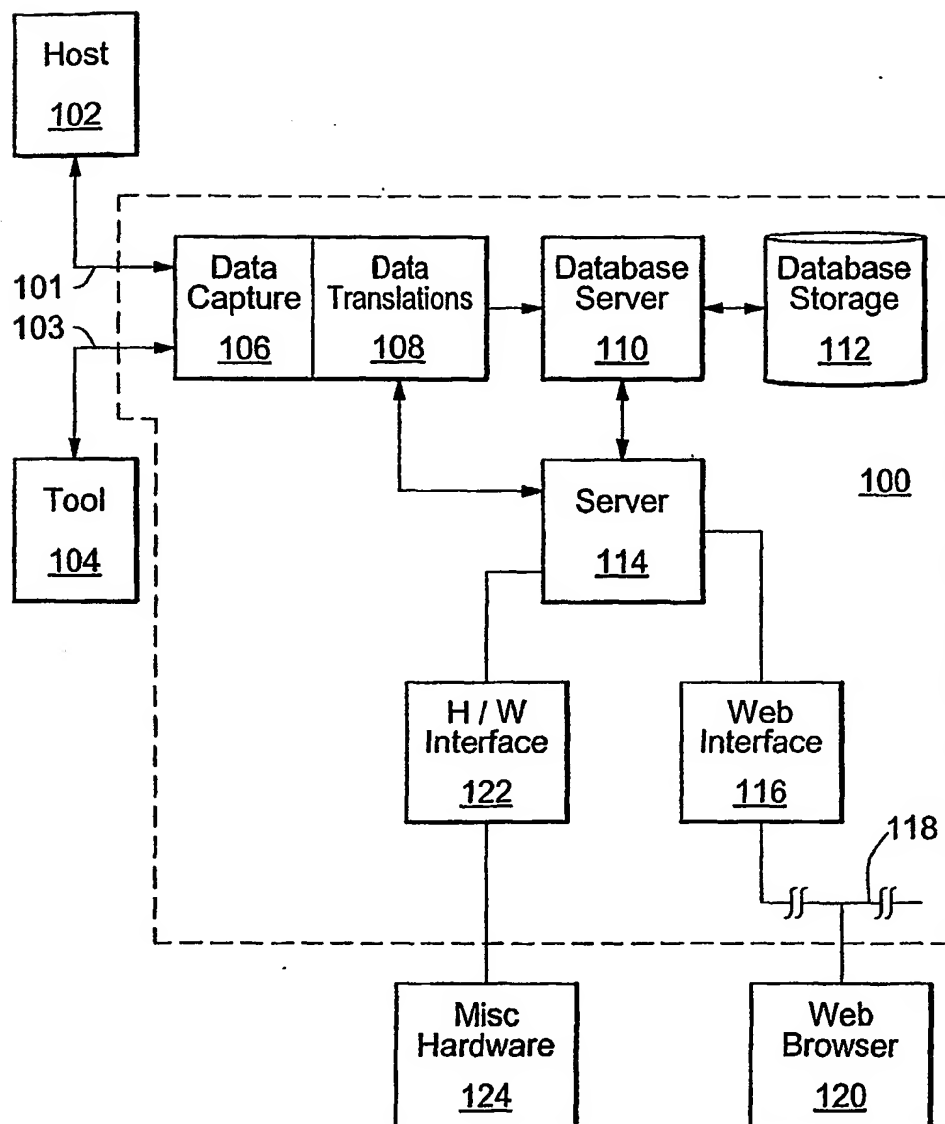 Host
102
101
103
Data
Capture
106
Data
Translations
108
Database
Server
110
Database
Storage
112
Tool
104
Server
114
100
H / W
Interface
122
Web
Interface
116
118
Misc
Hardware
124
Web
Browser
120